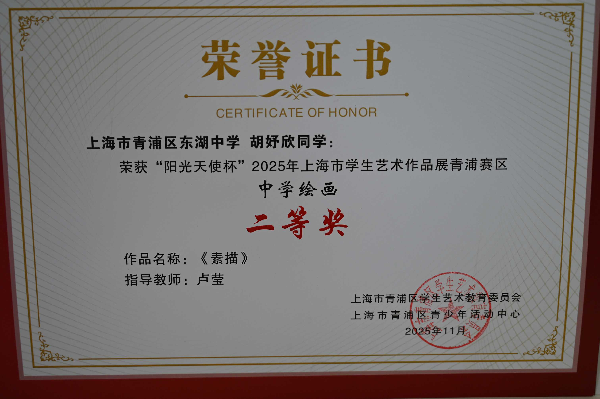 荣誉证书
CERTIFICATE OF HONOR
上海市青浦区东湖中学 胡妤欣同学：
荣获“阳光天使杯”2025年上海市学生艺术作品展青浦赛区
中学绘画
二等奖
作品名称：《素描》
指导教师：卢莹
上海市青浦区学生艺术教育委员会
上海市青浦区青少年活动中心
2025年11月